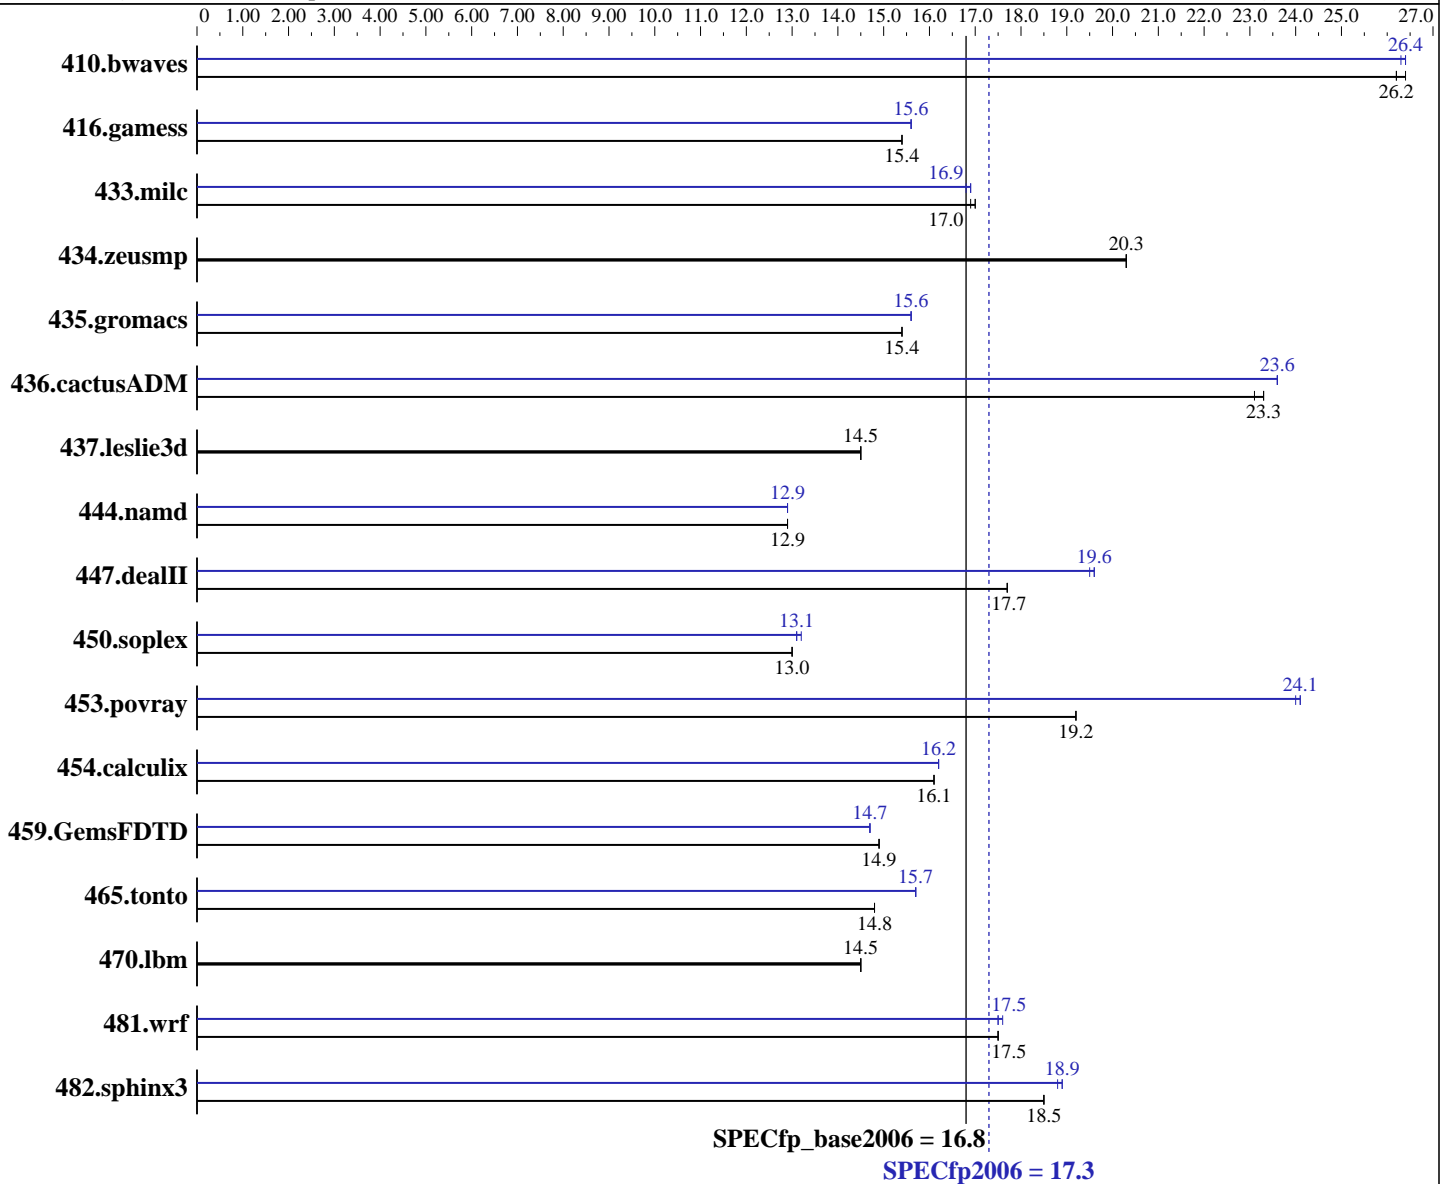 0 1.00 2.00 3.00 4.00 5.00 6.00 7.00 8.00 9.00 10.0 11.0 12.0 13.0 14.0 15.0 16.0 17.0 18.0 19.0 20.0 21.0 22.0 23.0 24.0 25.0 27.0
26.4
410.bwaves
26.2
15.6
416.gamess
15.4
16.9
433.milc
17.0
20.3
434.zeusmp
15.6
435.gromacs
15.4
23.6
436.cactusADM
23.3
14.5
437.leslie3d
12.9
444.namd
12.9
19.6
447.dealII
17.7
13.1
450.soplex
13.0
24.1
453.povray
19.2
16.2
454.calculix
16.1
14.7
459.GemsFDTD
14.9
15.7
465.tonto
14.8
14.5
470.lbm
17.5
481.wrf
17.5
18.9
482.sphinx3
18.5
SPECfp_base2006 = 16.8
SPECfp2006 = 17.3